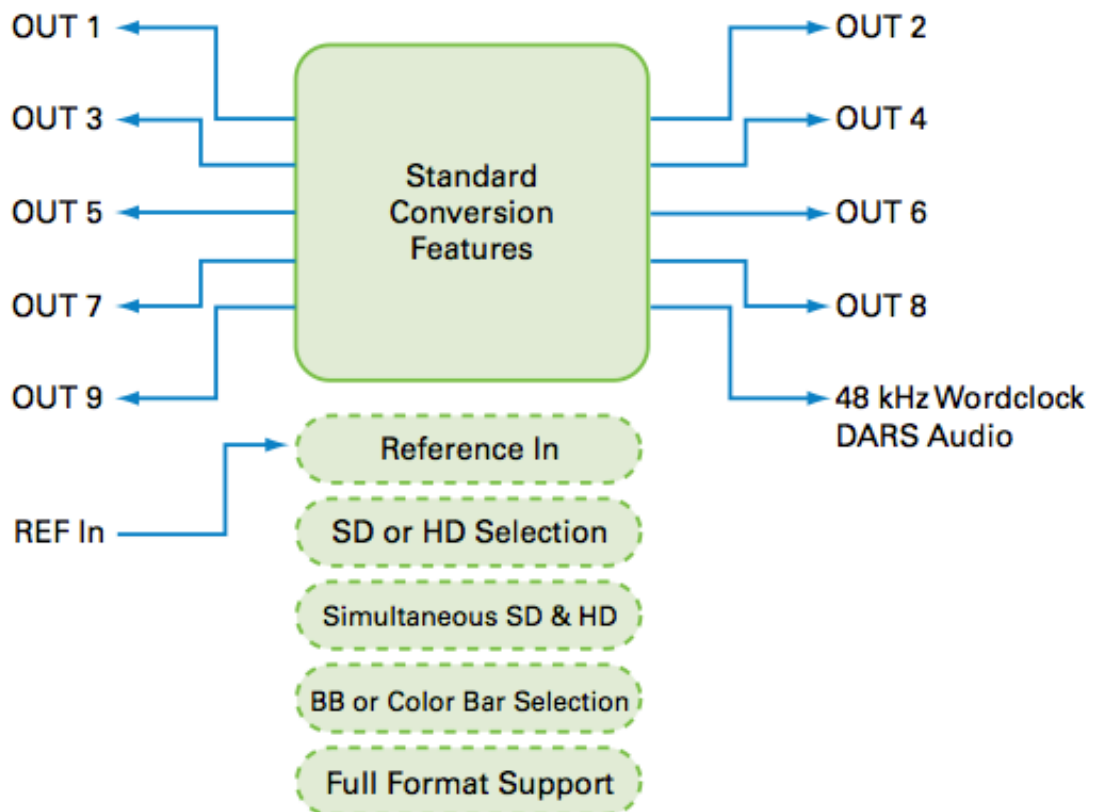 OUT 1
OUT 2
OUT 3
OUT 4
Standard
Conversion
Features
OUT 5
OUT 6
OUT 7
OUT 8
OUT 9
48 kHz Wordclock
DARS Audio
Reference In
REF In
SD or HD Selection
Simultaneous SD & HD
BB or Color Bar Selection
Full Format Support